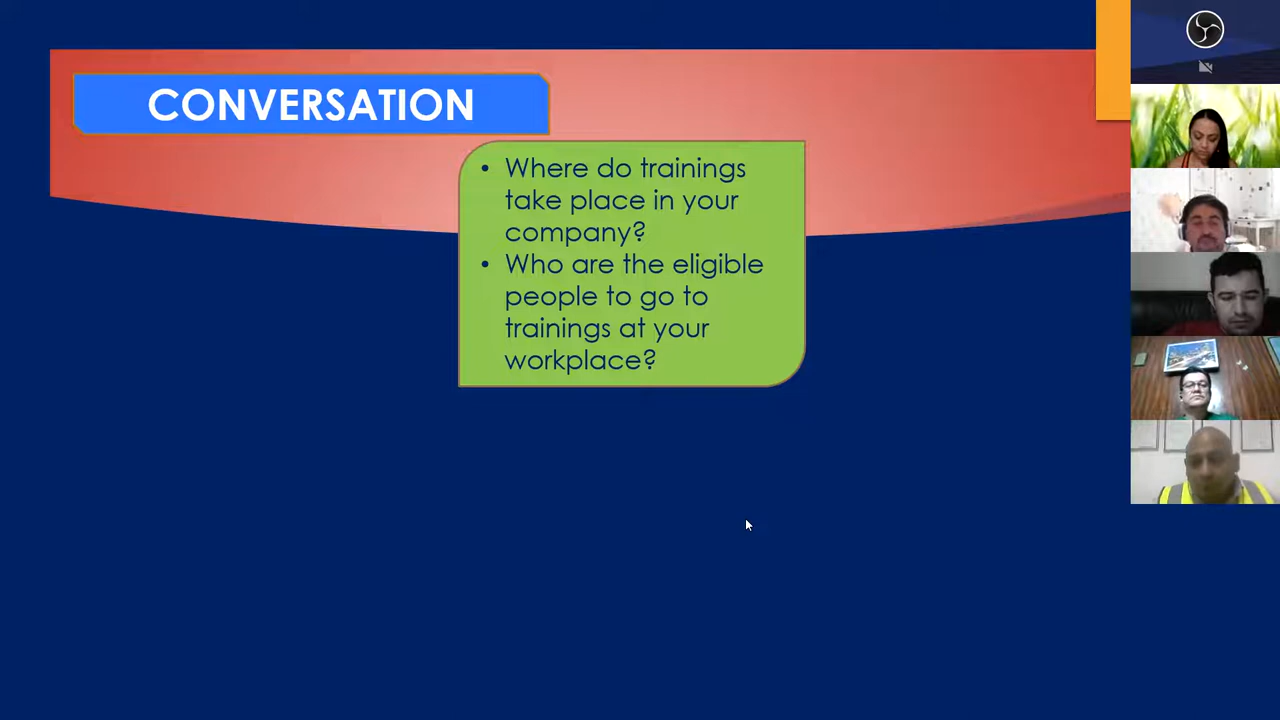 CONVERSATION
• Where do trainings
take place in your
company?
• Who are the eligible
people to go to
trainings at your
workplace?